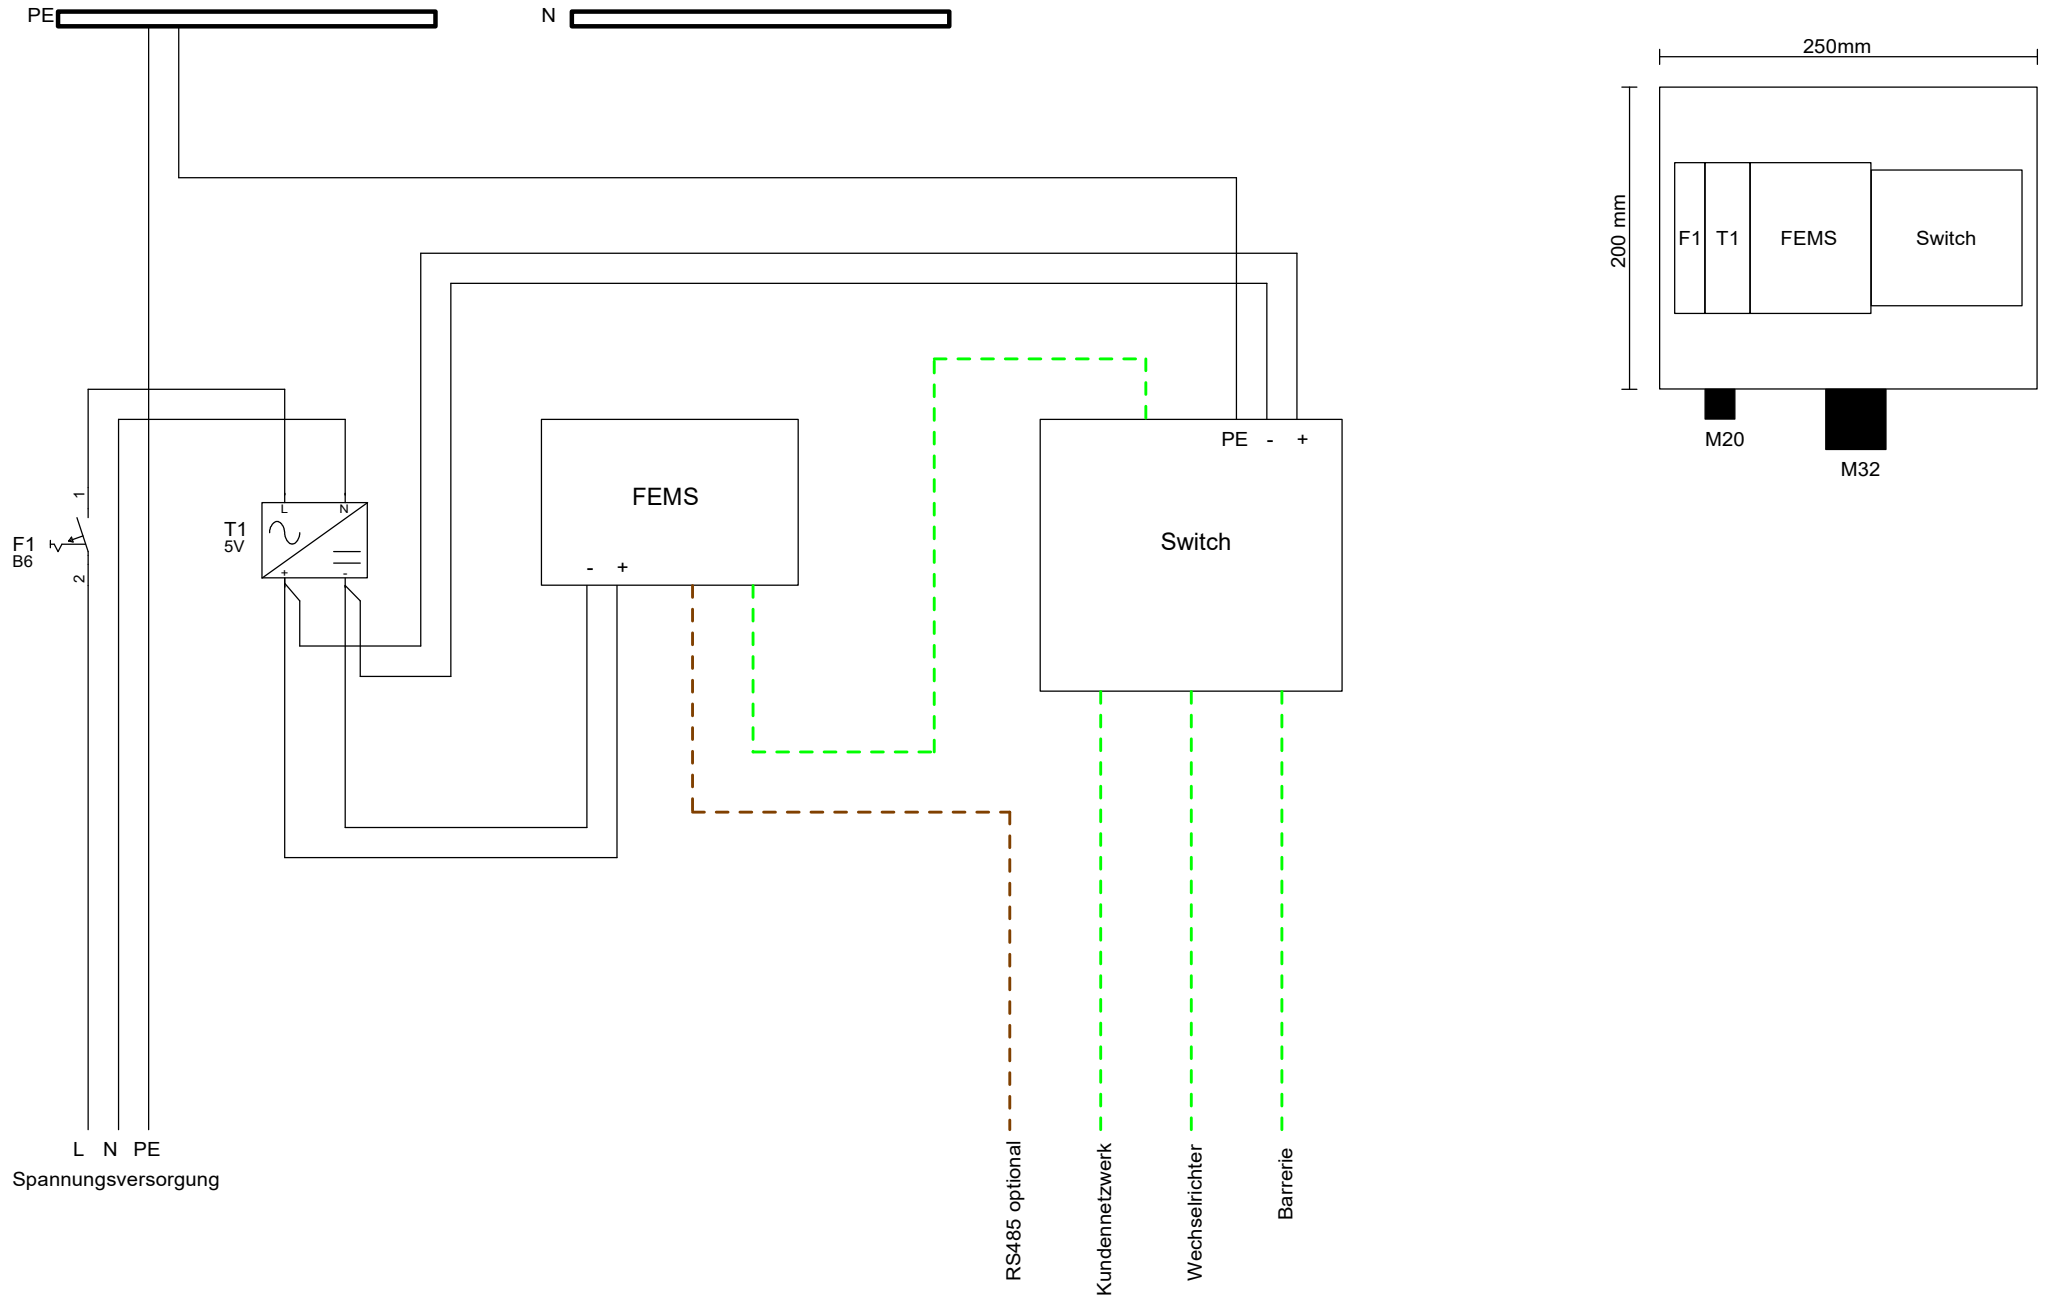 PE
N
250mm
200 mm
F1
T1
FEMS
Switch
M20
M32
PE - +
FEMS
- +
Switch
1
F1
B6
2
T1
5V
L
N
+
-
L N PE
Spannungsversorgung
RS485 optional
Kundennetzwerk
Wechselrichter
Barrerie